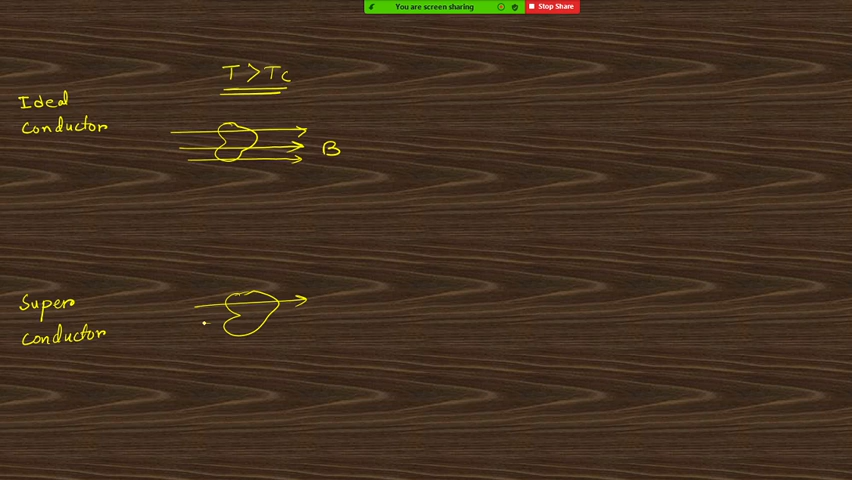 You are screen sharing
Stop Share
T > Tc
Ideal
conductor
B
Super
conductor